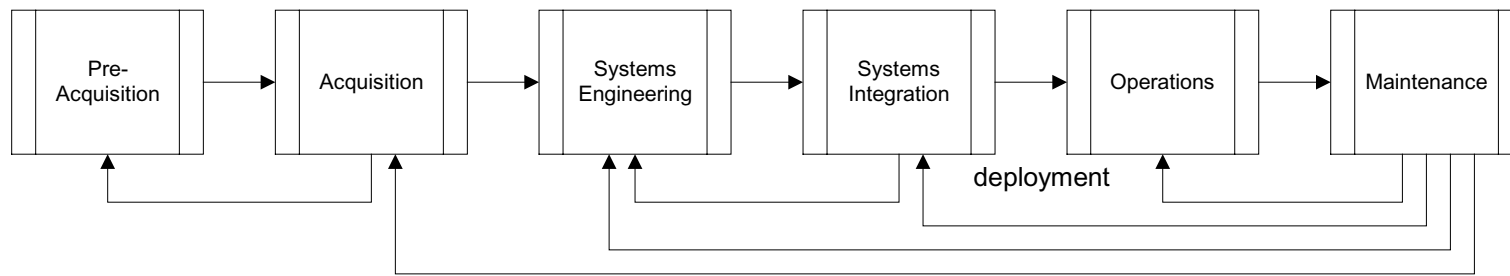 Pre-
Acquisition
Acquisition
Systems
Engineering
Systems
Integration
Operations
Maintenance
deployment